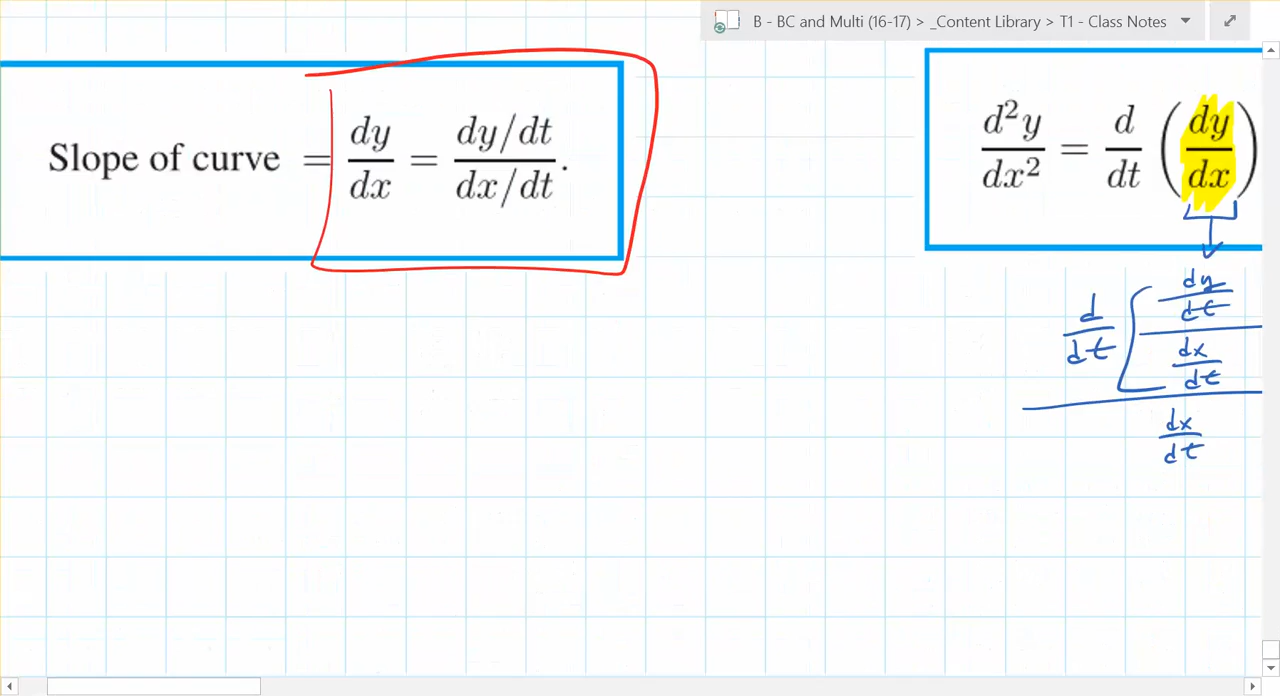 B - BC and Multi (16-17) > _Content Library > T1 - Class Notes
Slope of curve = dy/dx = (dy/dt)/(dx/dt).
d²y/dx² = d/dt (dy/dx)
d/dt [ (dy/dt)/(dx/dt)
dx/dt